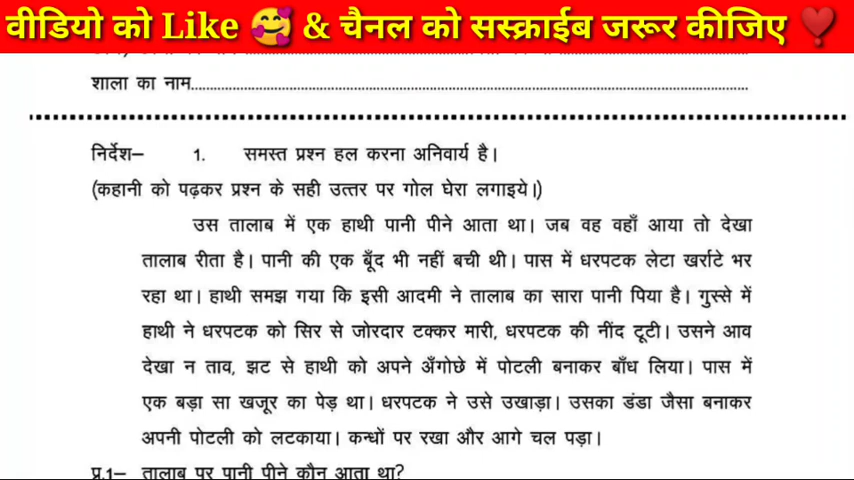 वीडियो को Like 🥰 & चैनल को सस्क्राईब जरूर कीजिए ❣️
शाला का नाम
निर्देश– 1. समस्त प्रश्न हल करना अनिवार्य है।
(कहानी को पढ़कर प्रश्न के सही उत्तर पर गोल घेरा लगाइये।)
उस तालाब में एक हाथी पानी पीने आता था। जब वह वहाँ आया तो देखा
तालाब रीता है। पानी की एक बूँद भी नहीं बची थी। पास में धरपटक लेटा खर्राटे भर
रहा था। हाथी समझ गया कि इसी आदमी ने तालाब का सारा पानी पिया है। गुस्से में
हाथी ने धरपटक को सिर से जोरदार टक्कर मारी, धरपटक की नींद टूटी। उसने आव
देखा न ताव, झट से हाथी को अपने अँगोछे में पोटली बनाकर बाँध लिया। पास में
एक बड़ा सा खजूर का पेड़ था। धरपटक ने उसे उखाड़ा। उसका डंडा जैसा बनाकर
अपनी पोटली को लटकाया। कन्धों पर रखा और आगे चल पड़ा।
प्र.1– तालाब पर पानी पीने कौन आता था?